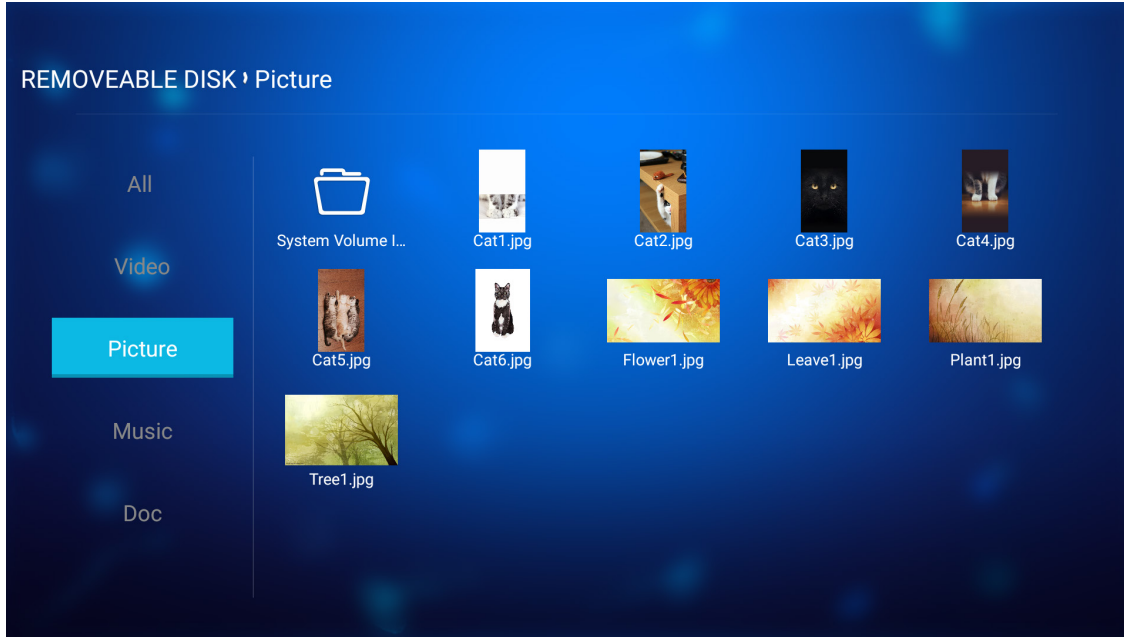 REMOVEABLE DISK › Picture
All
Video
Picture
Music
Doc
System Volume I...
Cat1.jpg
Cat2.jpg
Cat3.jpg
Cat4.jpg
Cat5.jpg
Cat6.jpg
Flower1.jpg
Leave1.jpg
Plant1.jpg
Tree1.jpg